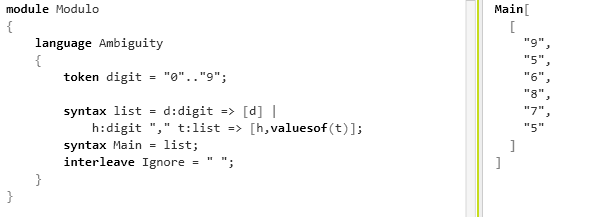 module Modulo
{
language Ambiguity
{
token digit = "0".."9";
syntax list = d:digit => [d] |
h:digit "," t:list => [h,valuesof(t)];
syntax Main = list;
interleave Ignore = " ";
}
}
Main[
[
"9",
"5",
"6",
"8",
"7",
"5"
]
]